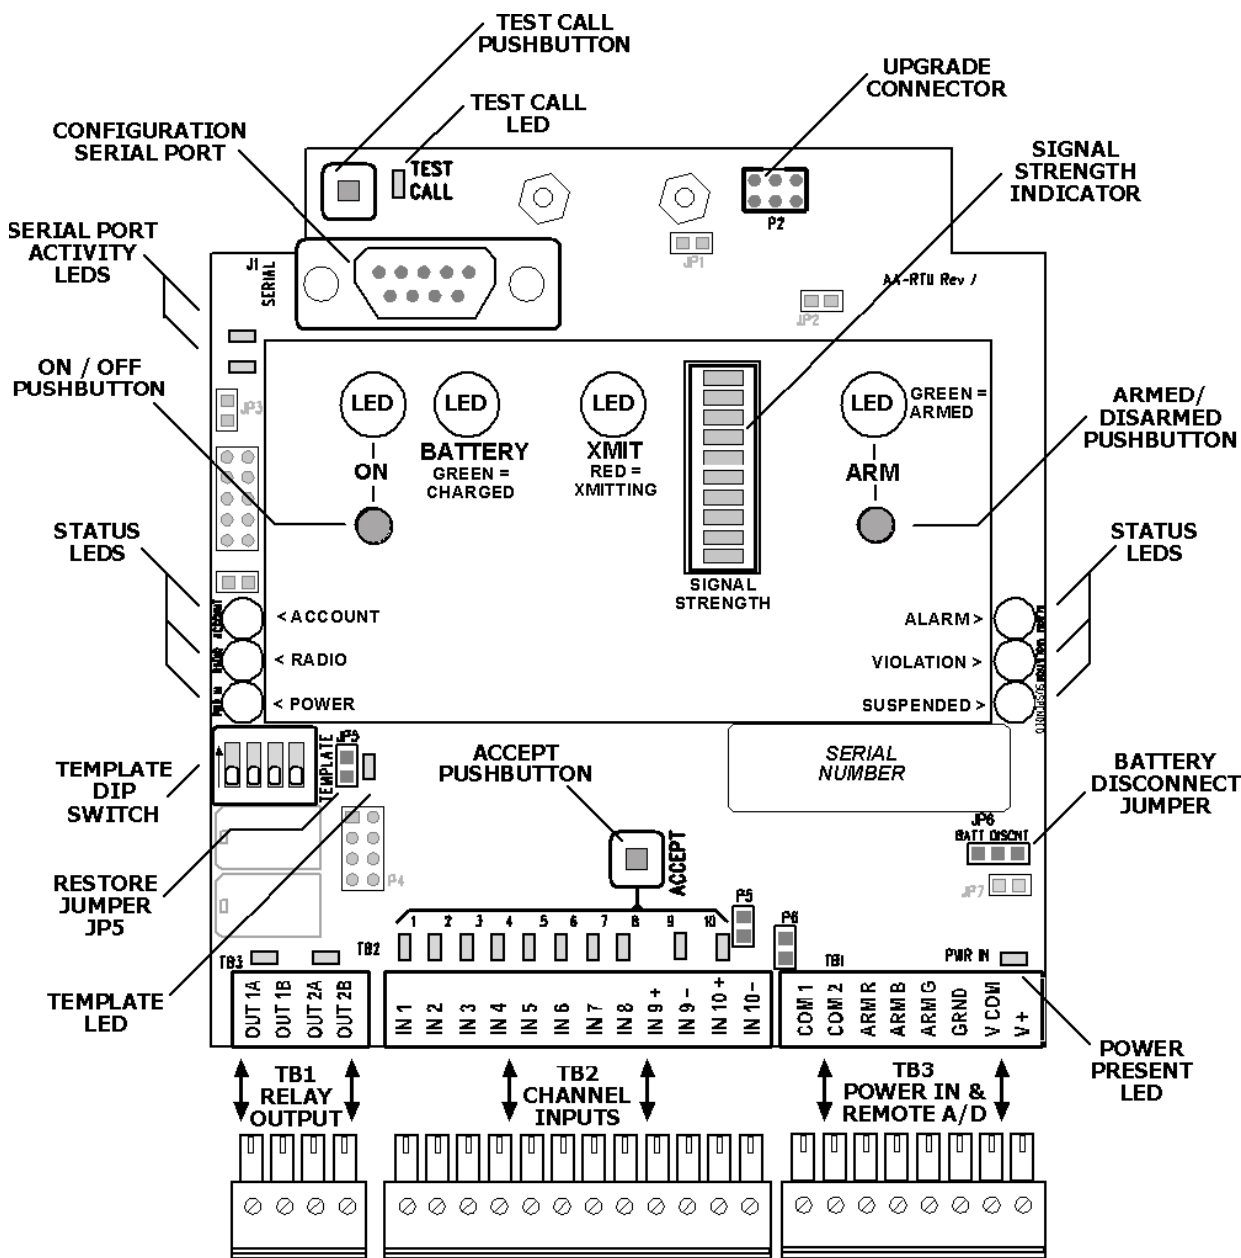 TEST CALL
PUSHBUTTON
UPGRADE
CONNECTOR
TEST CALL
LED
CONFIGURATION
SERIAL PORT
SIGNAL
STRENGTH
INDICATOR
TEST
CALL
P2
SERIAL PORT
ACTIVITY
LEDS
J1
SERIAL
JP1
AA-RTU Rev /
JP2
ON / OFF
PUSHBUTTON
JP3
LED
LED
LED
LED
GREEN =
ARMED
ARMED/
DISARMED
PUSHBUTTON
ON
BATTERY
GREEN =
CHARGED
XMIT
RED =
XMITTING
ARM
STATUS
LEDS
STATUS
LEDS
SIGNAL
STRENGTH
ACCOUNT
< ACCOUNT
ALARM >
< RADIO
VIOLATION >
< POWER
SUSPENDED >
SUSPENDED
TEMPLATE
DIP
SWITCH
TEMPLATE
JP5
ACCEPT
PUSHBUTTON
SERIAL
NUMBER
BATTERY
DISCONNECT
JUMPER
JP6
BATT DISCNT
JP7
RESTORE
JUMPER
JP5
P4
ACCEPT
P5
P6
1 2 3 4 5 6 7 8 9 10
TB3
TB2
TB1
PWR IN
TEMPLATE
LED
OUT 1A
OUT 1B
OUT 2A
OUT 2B
IN 1
IN 2
IN 3
IN 4
IN 5
IN 6
IN 7
IN 8
IN 9 +
IN 9 -
IN 10 +
IN 10 -
COM 1
COM 2
ARM R
ARM B
ARM G
GRND
V COM
V +
POWER
PRESENT
LED
TB1
RELAY
OUTPUT
TB2
CHANNEL
INPUTS
TB3
POWER IN &
REMOTE A/D